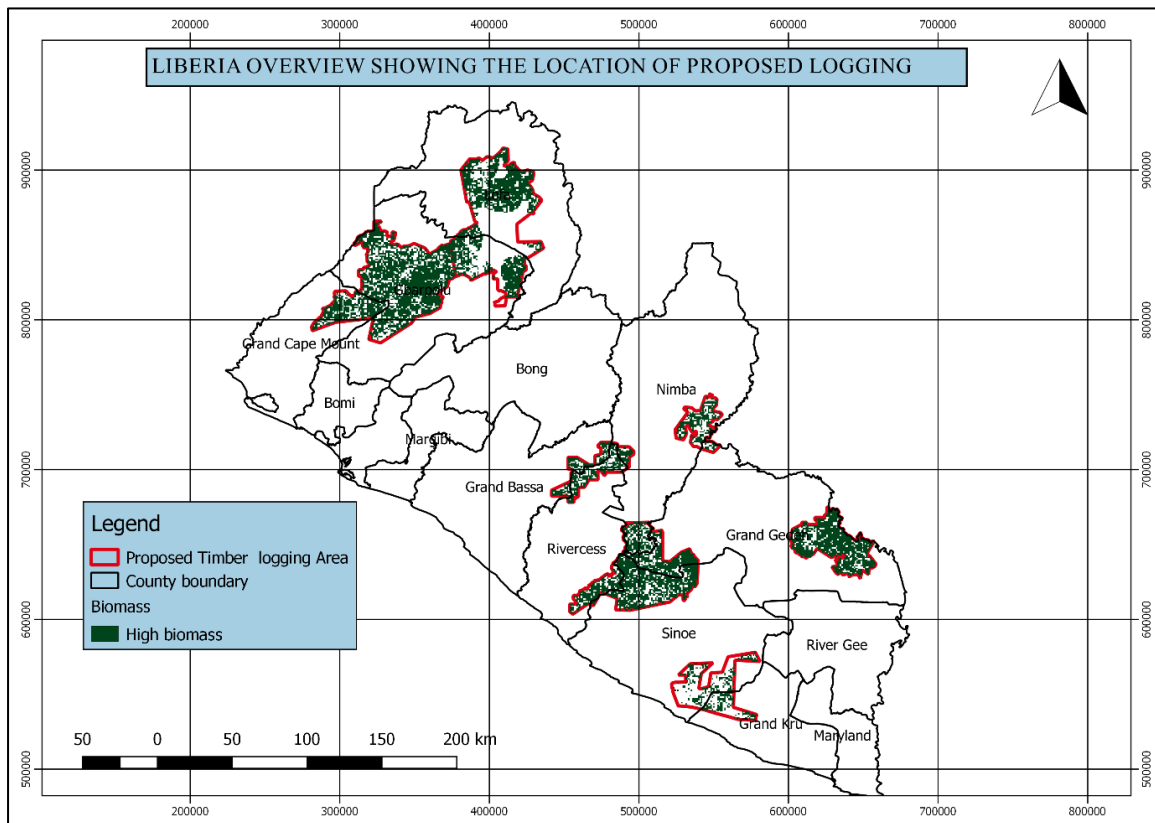 200000 300000 400000 500000 600000 700000 800000
LIBERIA OVERVIEW SHOWING THE LOCATION OF PROPOSED LOGGING
900000 900000
Gbarpolu
800000 800000
Grand Cape Mount
Bong
Nimba
Bomi
Margibi
700000 700000
Grand Bassa
Legend
Proposed Timber logging Area
County boundary
Biomass
High biomass
Grand Gedeh
Rivercess
600000 600000
Sinoe
River Gee
Grand Kru
Maryland
50 0 50 100 150 200 km
500000 500000
200000 300000 400000 500000 600000 700000 800000